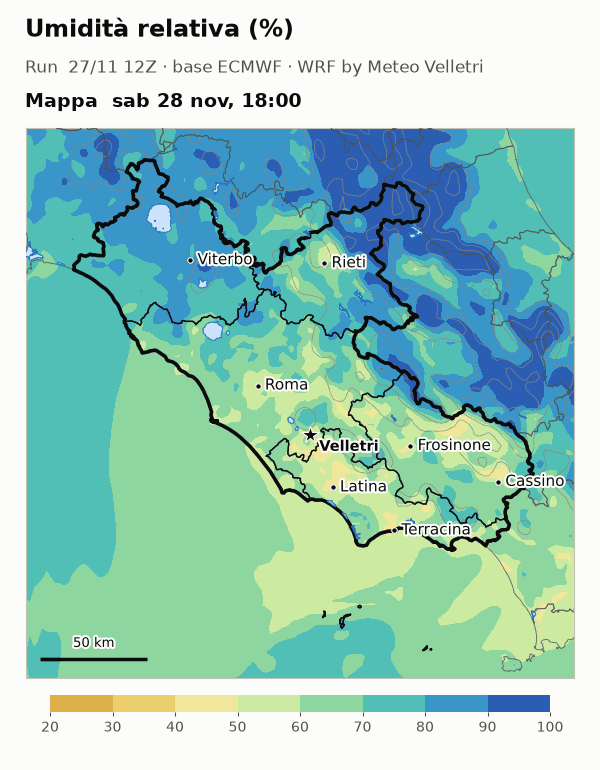 Umidità relativa (%)
Run  27/11 12Z · base ECMWF · WRF by Meteo Velletri
Mappa  sab 28 nov, 18:00
Viterbo
Rieti
Roma
Velletri
Frosinone
Cassino
Latina
Terracina
50 km
20 30 40 50 60 70 80 90 100